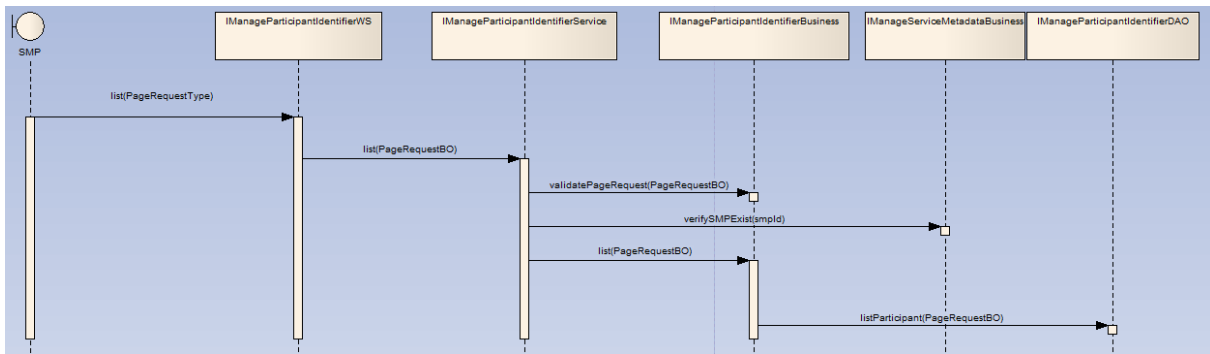 IManageParticipantIdentifierWS
IManageParticipantIdentifierService
IManageParticipantIdentifierBusiness
IManageServiceMetadataBusiness
IManageParticipantIdentifierDAO
SMP
list(PageRequestType)
list(PageRequestBO)
validatePageRequest(PageRequestBO)
verifySMPExist(smpId)
list(PageRequestBO)
listParticipant(PageRequestBO)